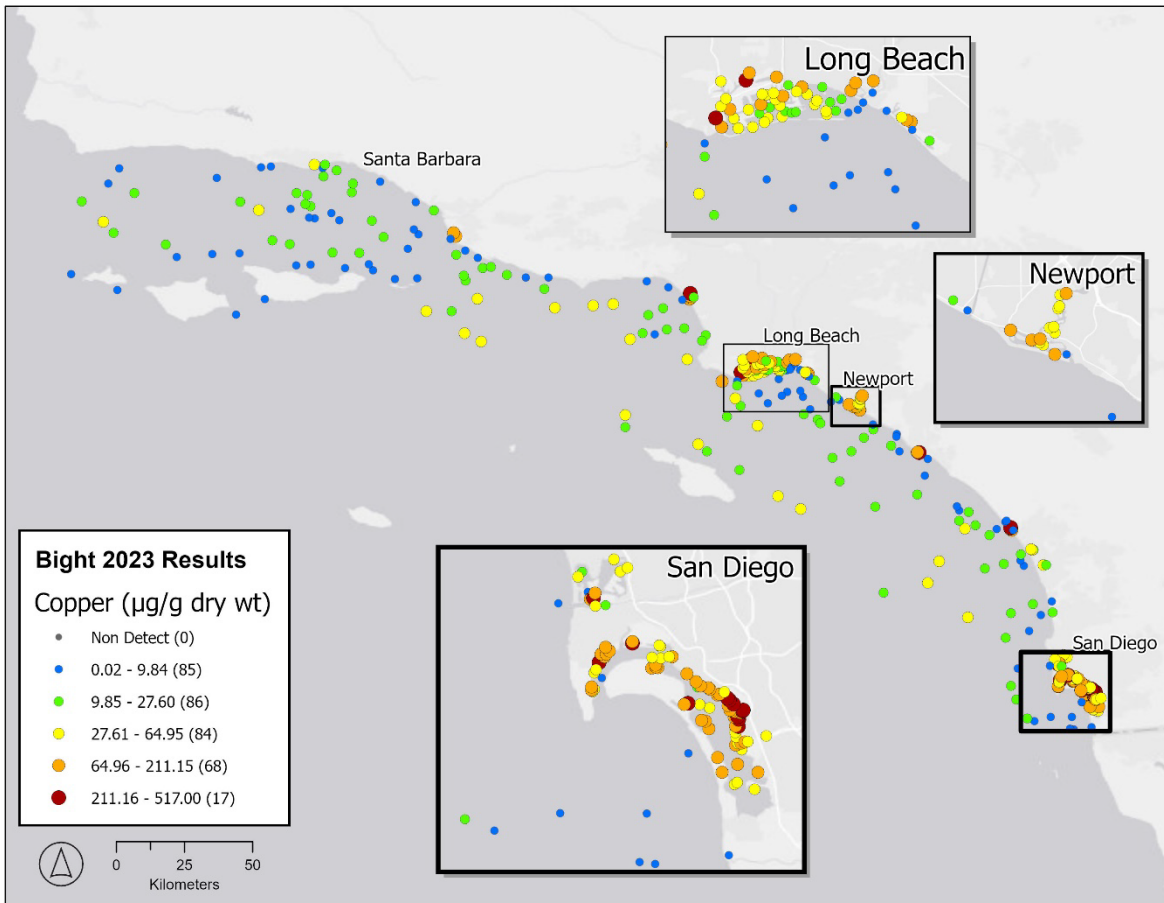 Long Beach
Santa Barbara
Newport
Long Beach
Newport
San Diego
San Diego
Bight 2023 Results
Copper (µg/g dry wt)
Non Detect (0)
0.02 - 9.84 (85)
9.85 - 27.60 (86)
27.61 - 64.95 (84)
64.96 - 211.15 (68)
211.16 - 517.00 (17)
0 25 50
Kilometers